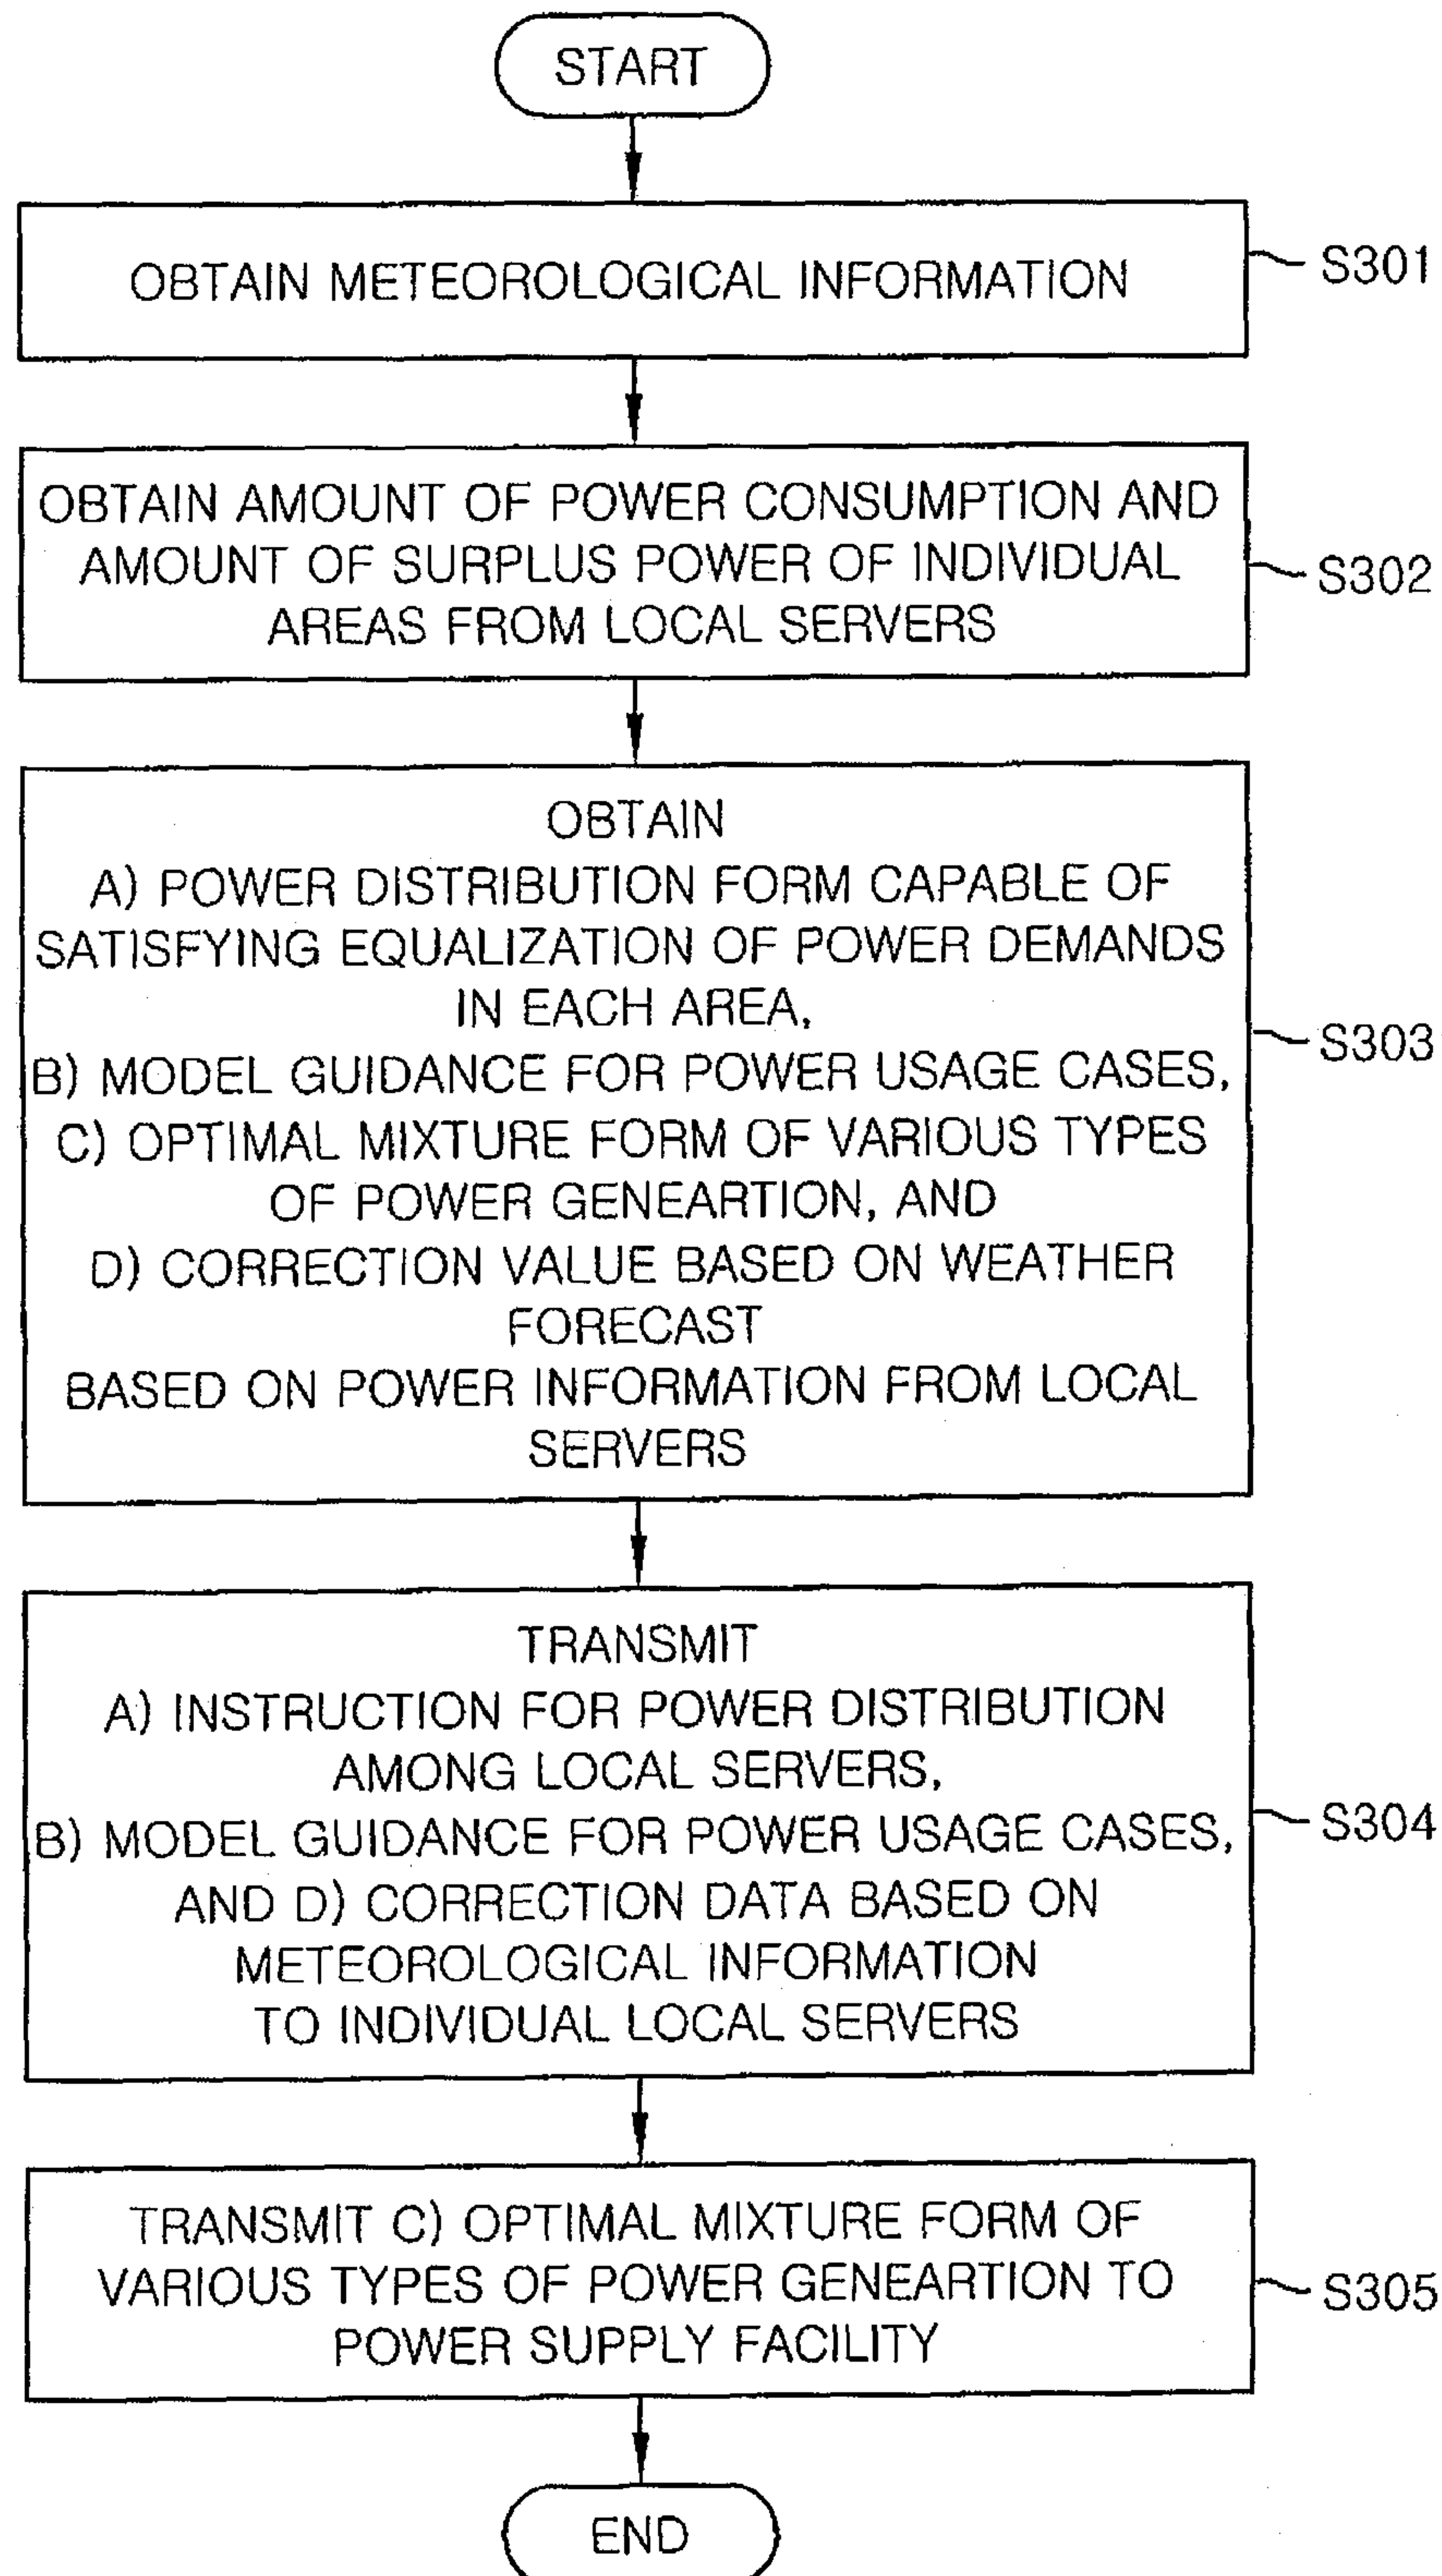 START
OBTAIN METEOROLOGICAL INFORMATION
S301
OBTAIN AMOUNT OF POWER CONSUMPTION AND
AMOUNT OF SURPLUS POWER OF INDIVIDUAL
AREAS FROM LOCAL SERVERS
S302
OBTAIN
A) POWER DISTRIBUTION FORM CAPABLE OF
SATISFYING EQUALIZATION OF POWER DEMANDS
IN EACH AREA,
B) MODEL GUIDANCE FOR POWER USAGE CASES,
C) OPTIMAL MIXTURE FORM OF VARIOUS TYPES
OF POWER GENEARTION, AND
D) CORRECTION VALUE BASED ON WEATHER
FORECAST
BASED ON POWER INFORMATION FROM LOCAL
SERVERS
S303
TRANSMIT
A) INSTRUCTION FOR POWER DISTRIBUTION
AMONG LOCAL SERVERS,
B) MODEL GUIDANCE FOR POWER USAGE CASES,
AND D) CORRECTION DATA BASED ON
METEOROLOGICAL INFORMATION
TO INDIVIDUAL LOCAL SERVERS
S304
TRANSMIT C) OPTIMAL MIXTURE FORM OF
VARIOUS TYPES OF POWER GENEARTION TO
POWER SUPPLY FACILITY
S305
END